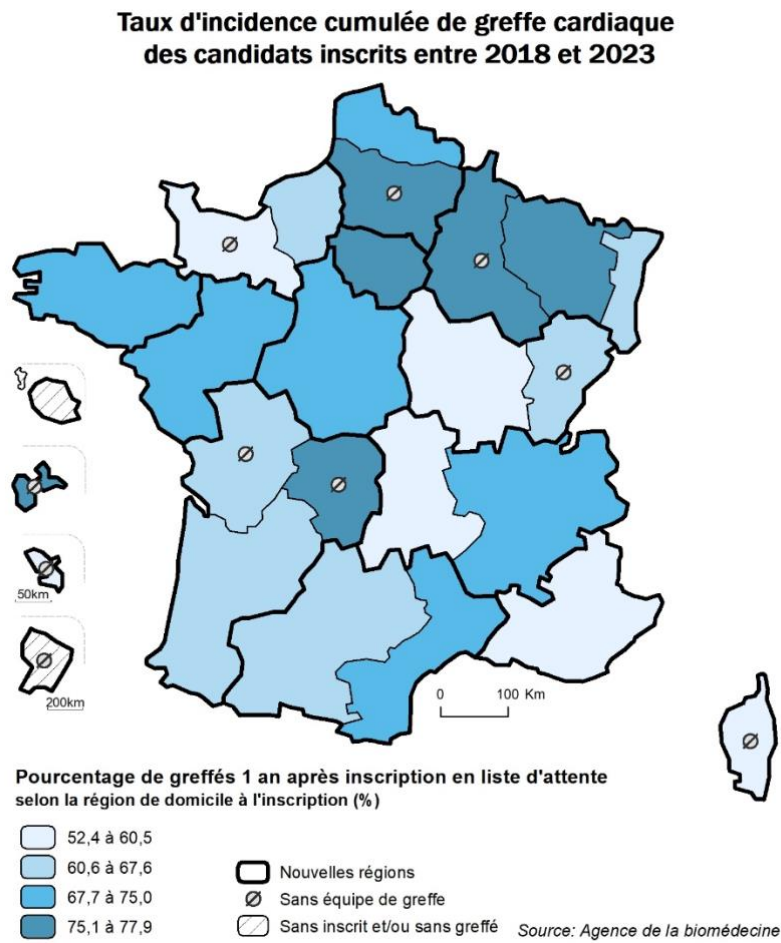 Taux d'incidence cumulée de greffe cardiaque
des candidats inscrits entre 2018 et 2023
50km
200km
0 100 Km
Pourcentage de greffés 1 an après inscription en liste d'attente
selon la région de domicile à l'inscription (%)
52,4 à 60,5
60,6 à 67,6
67,7 à 75,0
75,1 à 77,9
Nouvelles régions
Sans équipe de greffe
Sans inscrit et/ou sans greffé
Source: Agence de la biomédecine